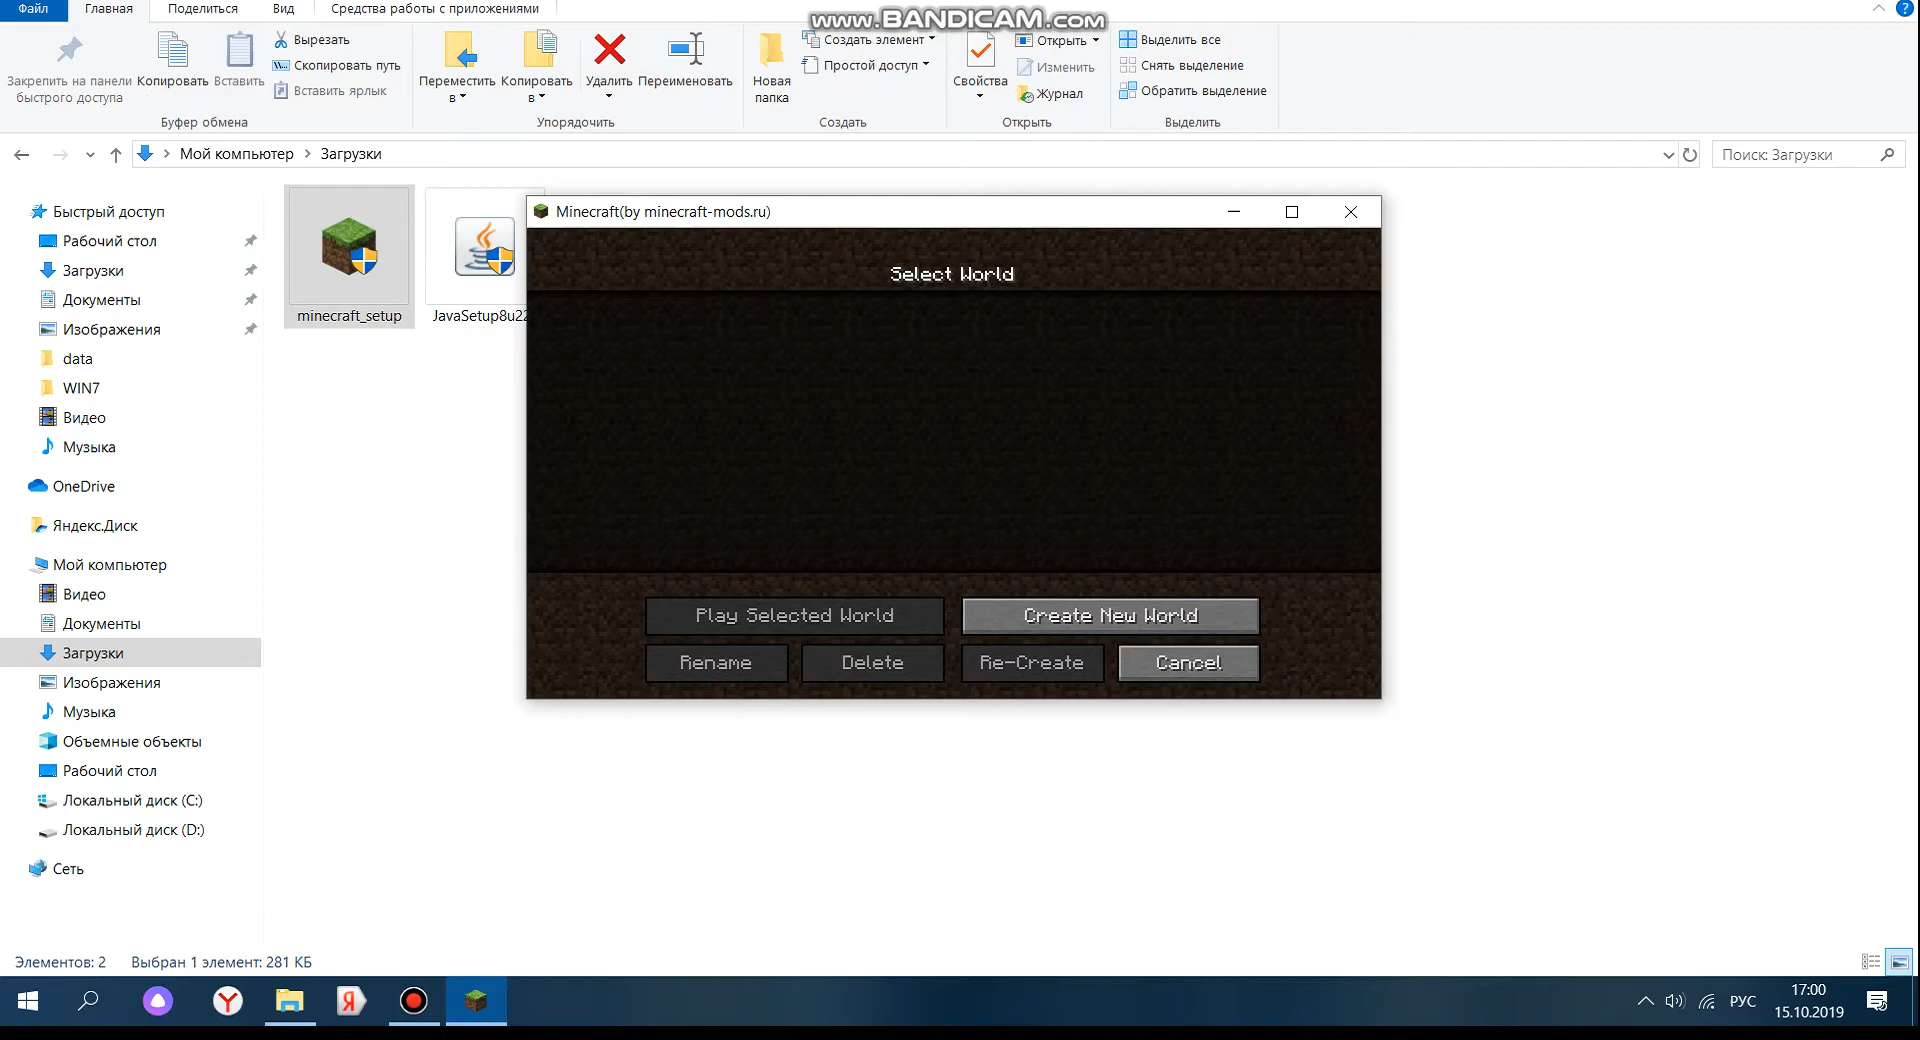 Файл Главная Поделиться Вид Средства работы с приложениями
www.BANDICAM.com
Закрепить на панели
быстрого доступа
Копировать
Вставить
Вырезать
Скопировать путь
Вставить ярлык
Буфер обмена
Переместить
в
Копировать
в
Удалить
Переименовать
Упорядочить
Новая
папка
Создать элемент
Простой доступ
Создать
Свойства
Открыть
Изменить
Журнал
Открыть
Выделить все
Снять выделение
Обратить выделение
Выделить
Мой компьютер > Загрузки
Поиск: Загрузки
Быстрый доступ
Рабочий стол
Загрузки
Документы
Изображения
data
WIN7
Видео
Музыка
OneDrive
Яндекс.Диск
Мой компьютер
Видео
Документы
Загрузки
Изображения
Музыка
Объемные объекты
Рабочий стол
Локальный диск (C:)
Локальный диск (D:)
Сеть
minecraft_setup
JavaSetup8u22
Minecraft(by minecraft-mods.ru)
Select World
Play Selected World
Create New World
Rename
Delete
Re-Create
Cancel
Элементов: 2 Выбран 1 элемент: 281 КБ
РУС
17:00
15.10.2019